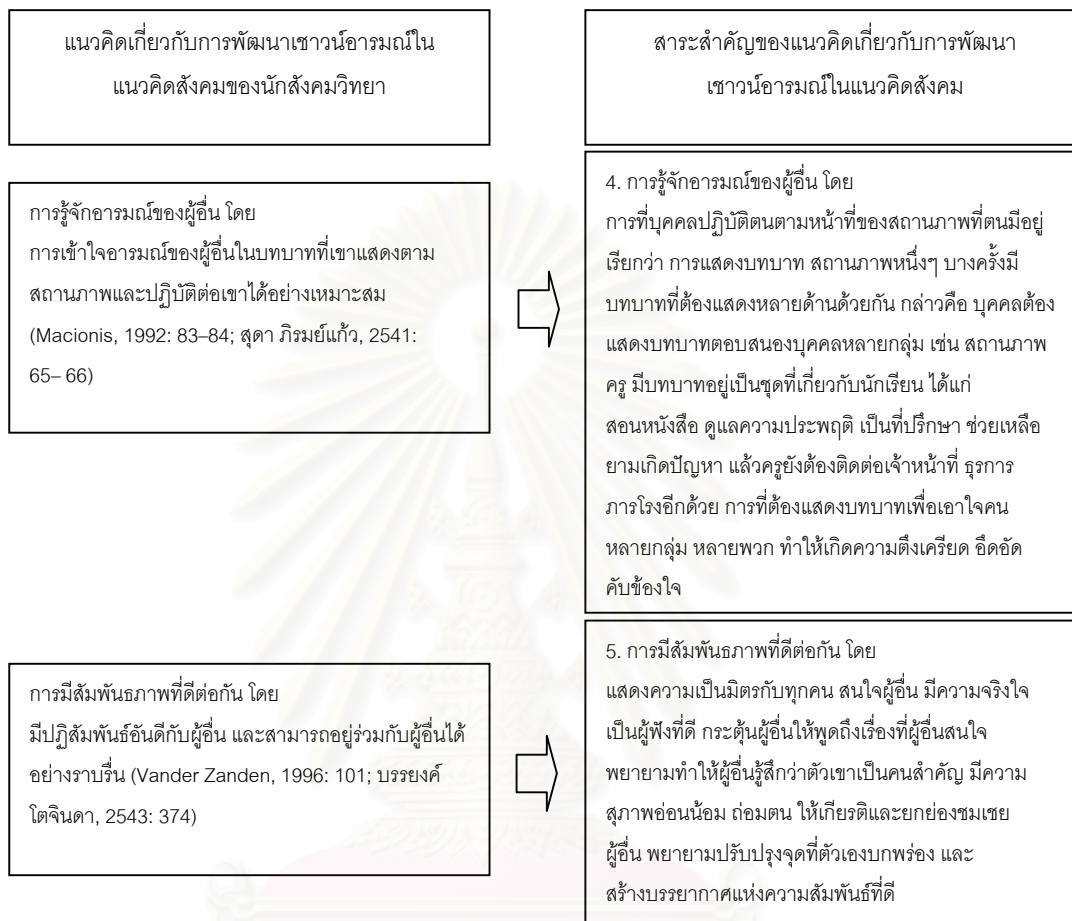 แนวคิดเกี่ยวกับการพัฒนาเชาวน์อารมณ์ใน
แนวคิดสังคมของนักสังคมวิทยา
สาระสำคัญของแนวคิดเกี่ยวกับการพัฒนา
เชาวน์อารมณ์ในแนวคิดสังคม
การรู้จักอารมณ์ของผู้อื่น โดย
การเข้าใจอารมณ์ของผู้อื่นในบทบาทที่เขาแสดงตาม
สถานภาพและปฏิบัติต่อเขาได้อย่างเหมาะสม
(Macionis, 1992: 83–84; สุดา ภิรมย์แก้ว, 2541:
65– 66)
4. การรู้จักอารมณ์ของผู้อื่น โดย
การที่บุคคลปฏิบัติตนตามหน้าที่ของสถานภาพที่ตนมีอยู่
เรียกว่า การแสดงบทบาท สถานภาพหนึ่งๆ บางครั้งมี
บทบาทที่ต้องแสดงหลายด้านด้วยกัน กล่าวคือ บุคคลต้อง
แสดงบทบาทตอบสนองบุคคลหลายกลุ่ม เช่น สถานภาพ
ครู มีบทบาทอยู่เป็นชุดที่เกี่ยวกับนักเรียน ได้แก่
สอนหนังสือ ดูแลความประพฤติ เป็นที่ปรึกษา ช่วยเหลือ
ยามเกิดปัญหา แล้วครูยังต้องติดต่อเจ้าหน้าที่ ธุรการ
ภารโรงอีกด้วย การที่ต้องแสดงบทบาทเพื่อเอาใจคน
หลายกลุ่ม หลายพวก ทำให้เกิดความตึงเครียด อึดอัด
คับข้องใจ
การมีสัมพันธภาพที่ดีต่อกัน โดย
มีปฏิสัมพันธ์อันดีกับผู้อื่น และสามารถอยู่ร่วมกับผู้อื่นได้
อย่างราบรื่น (Vander Zanden, 1996: 101; บรรยงค์
โตจินดา, 2543: 374)
5. การมีสัมพันธภาพที่ดีต่อกัน โดย
แสดงความเป็นมิตรกับทุกคน สนใจผู้อื่น มีความจริงใจ
เป็นผู้ฟังที่ดี กระตุ้นผู้อื่นให้พูดถึงเรื่องที่ผู้อื่นสนใจ
พยายามทำให้ผู้อื่นรู้สึกว่าตัวเขาเป็นคนสำคัญ มีความ
สุภาพอ่อนน้อม ถ่อมตน ให้เกียรติและยกย่องชมเชย
ผู้อื่น พยายามปรับปรุงจุดที่ตัวเองบกพร่อง และ
สร้างบรรยากาศแห่งความสัมพันธ์ที่ดี